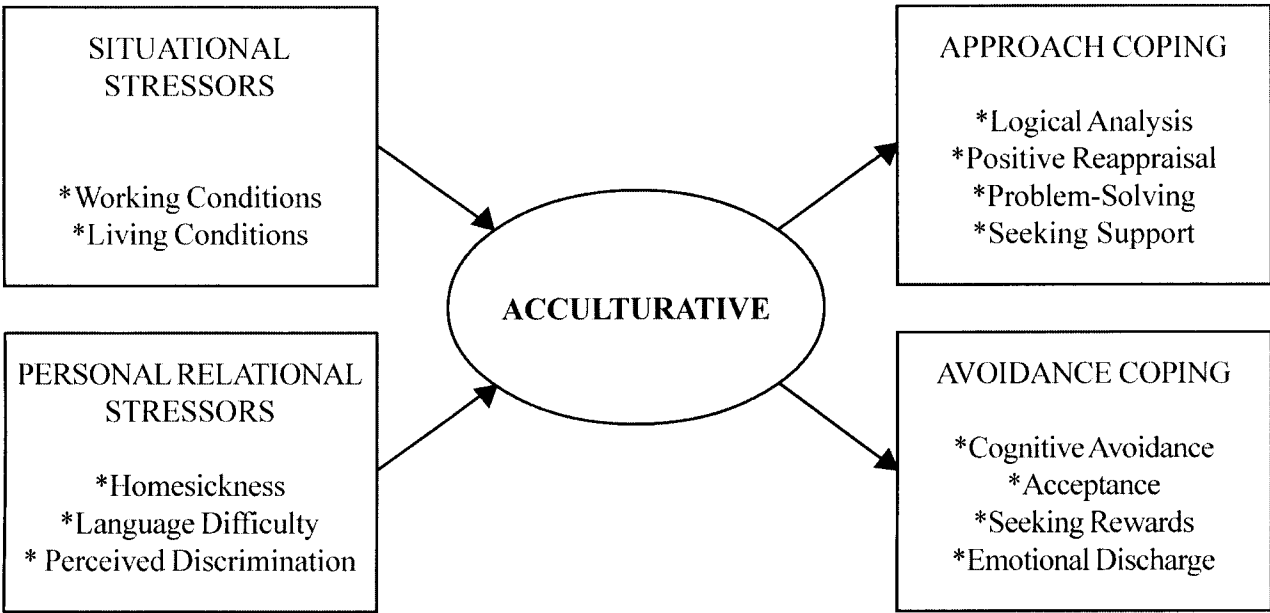 SITUATIONAL
STRESSORS
*Working Conditions
*Living Conditions
PERSONAL RELATIONAL
STRESSORS
*Homesickness
*Language Difficulty
* Perceived Discrimination
ACCULTURATIVE
APPROACH COPING
*Logical Analysis
*Positive Reappraisal
*Problem-Solving
*Seeking Support
AVOIDANCE COPING
*Cognitive Avoidance
*Acceptance
*Seeking Rewards
*Emotional Discharge